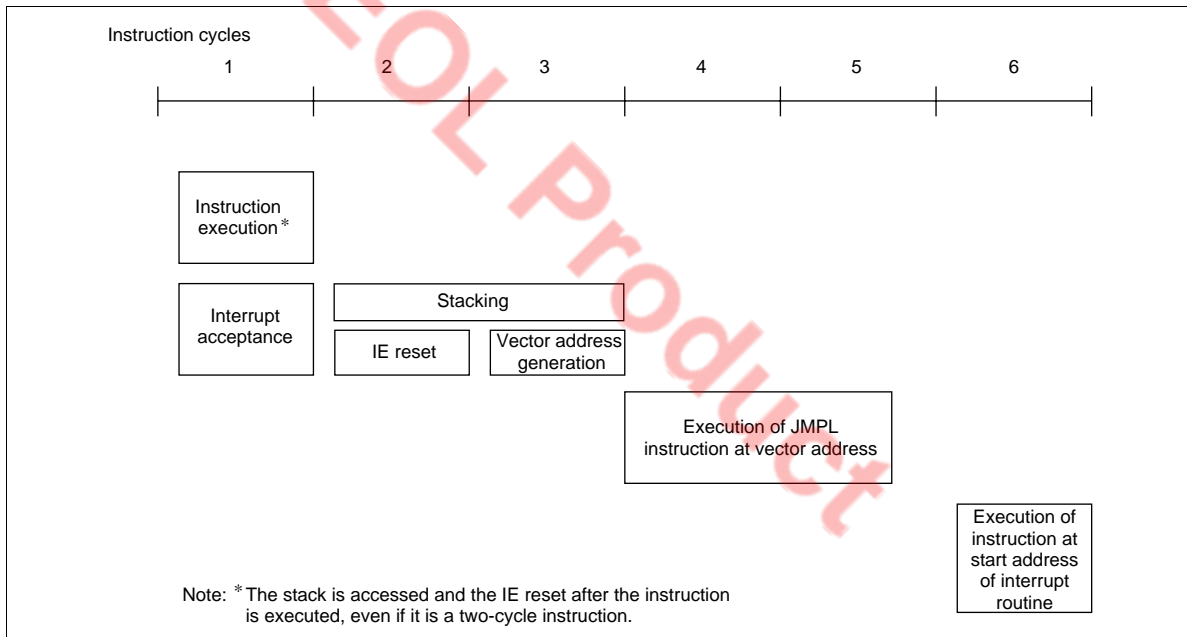 Instruction cycles
1 2 3 4 5 6
Instruction
execution*
Interrupt
acceptance
Stacking
IE reset
Vector address
generation
Execution of JMPL
instruction at vector address
Execution of
instruction at
start address
of interrupt
routine
Note: * The stack is accessed and the IE reset after the instruction
is executed, even if it is a two-cycle instruction.
EOL Product